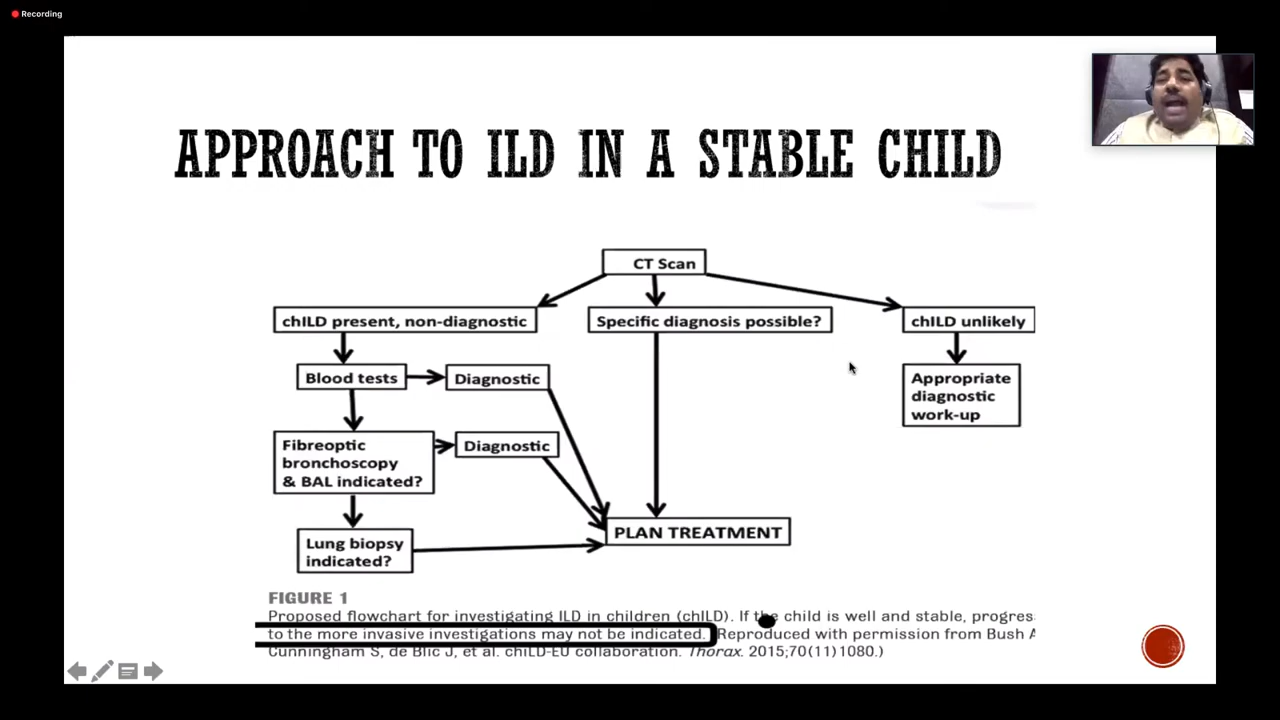 Recording
APPROACH TO ILD IN A STABLE CHILD
CT Scan
chILD present, non-diagnostic
Specific diagnosis possible?
chILD unlikely
Blood tests
Diagnostic
Appropriate
diagnostic
work-up
Fibreoptic
bronchoscopy
& BAL indicated?
Diagnostic
Lung biopsy
indicated?
PLAN TREATMENT
FIGURE 1
Proposed flowchart for investigating ILD in children (chILD). If the child is well and stable, progres
to the more invasive investigations may not be indicated. (Reproduced with permission from Bush A
Cunningham S, de Blic J, et al. chiLD-EU collaboration. Thorax. 2015;70(11)1080.)